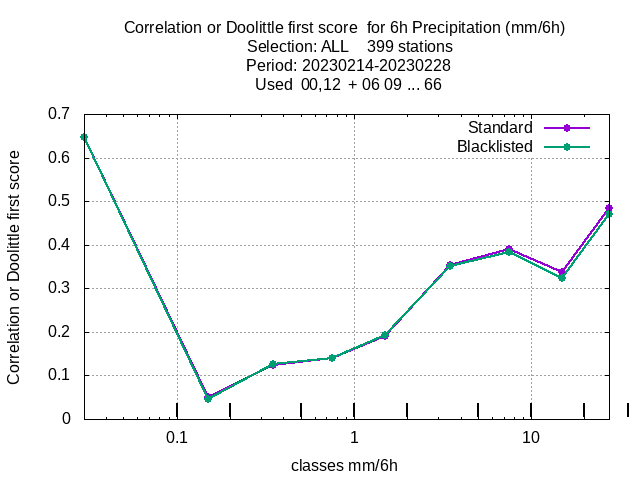 Correlation or Doolittle first score  for 6h Precipitation (mm/6h)
Selection: ALL    399 stations
Period: 20230214-20230228
Used  00,12  + 06 09 ... 66
Standard
Blacklisted
Correlation or Doolittle first score
0.7
0.6
0.5
0.4
0.3
0.2
0.1
0
0.1 1 10
classes mm/6h